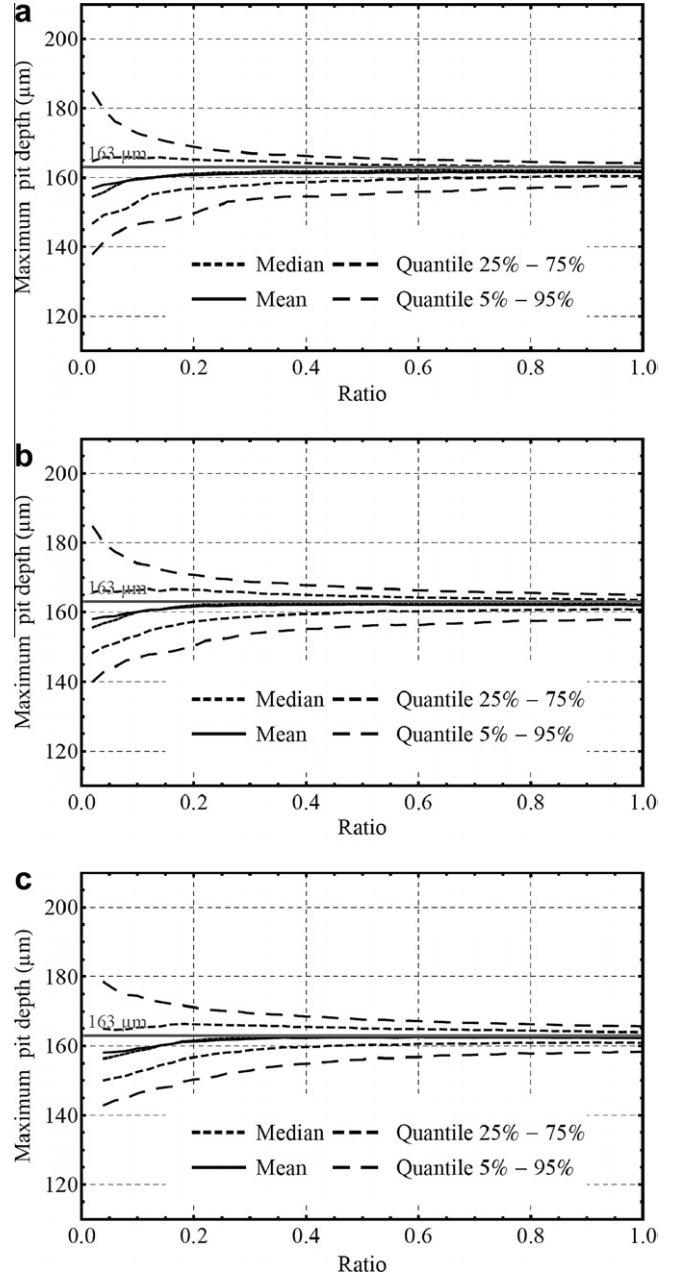 a
Maximum pit depth (μm)
200
180
163 μm
160
140
120
Median
Quantile 25% – 75%
Mean
Quantile 5% – 95%
0.0 0.2 0.4 0.6 0.8 1.0
Ratio
b
Maximum pit depth (μm)
200
180
163 μm
160
140
120
Median
Quantile 25% – 75%
Mean
Quantile 5% – 95%
0.0 0.2 0.4 0.6 0.8 1.0
Ratio
c
Maximum pit depth (μm)
200
180
163 μm
160
140
120
Median
Quantile 25% – 75%
Mean
Quantile 5% – 95%
0.0 0.2 0.4 0.6 0.8 1.0
Ratio